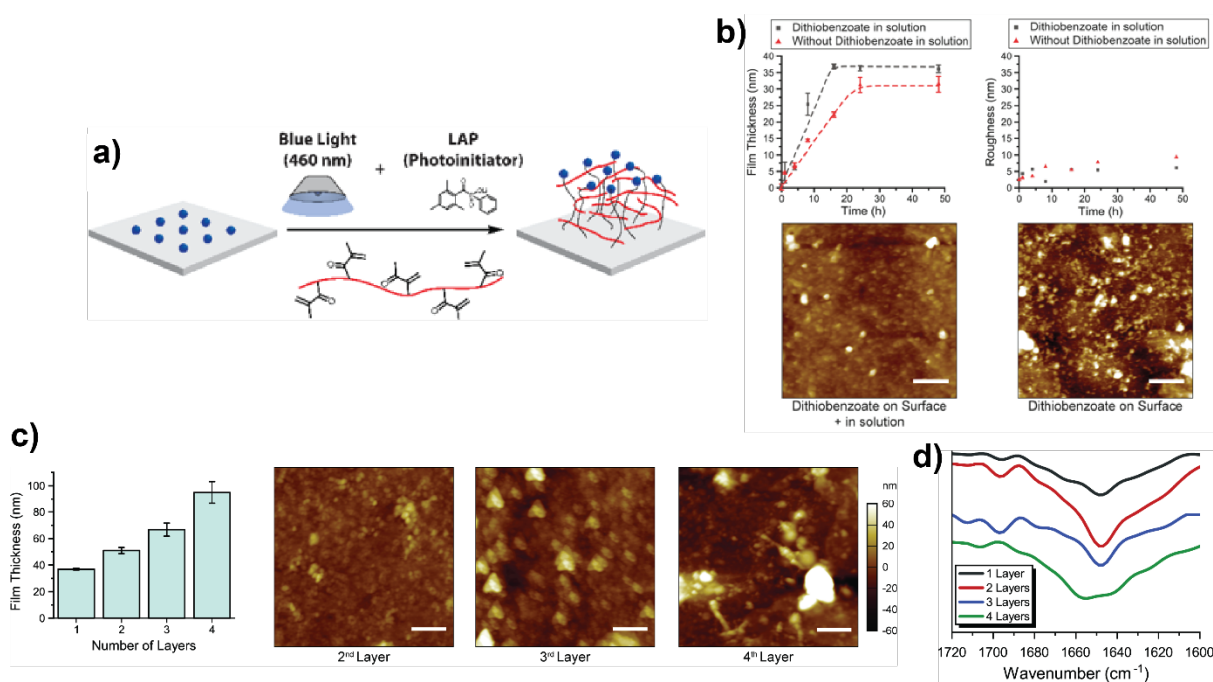 a)
Blue Light
(460 nm)
+
LAP
(Photoinitiator)
b)
Dithiobenzoate in solution
Without Dithiobenzoate in solution
Film Thickness (nm)
40
35
30
25
20
15
10
5
0
0 10 20 30 40 50
Time (h)
Dithiobenzoate in solution
Without Dithiobenzoate in solution
Roughness (nm)
40
35
30
25
20
15
10
5
0
0 10 20 30 40 50
Time (h)
Dithiobenzoate on Surface
+ in solution
Dithiobenzoate on Surface
c)
Film Thickness (nm)
100
80
60
40
20
0
1 2 3 4
Number of Layers
2nd Layer
3rd Layer
4th Layer
nm
60
40
20
0
-20
-40
-60
d)
1 Layer
2 Layers
3 Layers
4 Layers
1720 1700 1680 1660 1640 1620 1600
Wavenumber (cm-1)